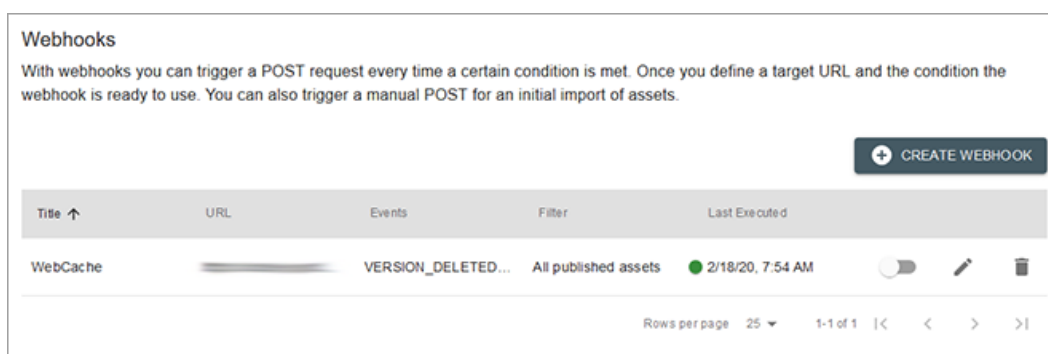 Webhooks
With webhooks you can trigger a POST request every time a certain condition is met. Once you define a target URL and the condition the
webhook is ready to use. You can also trigger a manual POST for an initial import of assets.
CREATE WEBHOOK
Title URL Events Filter Last Executed
WebCache VERSION_DELETED... All published assets 2/18/20, 7:54 AM
Rows per page 25 1-1 of 1